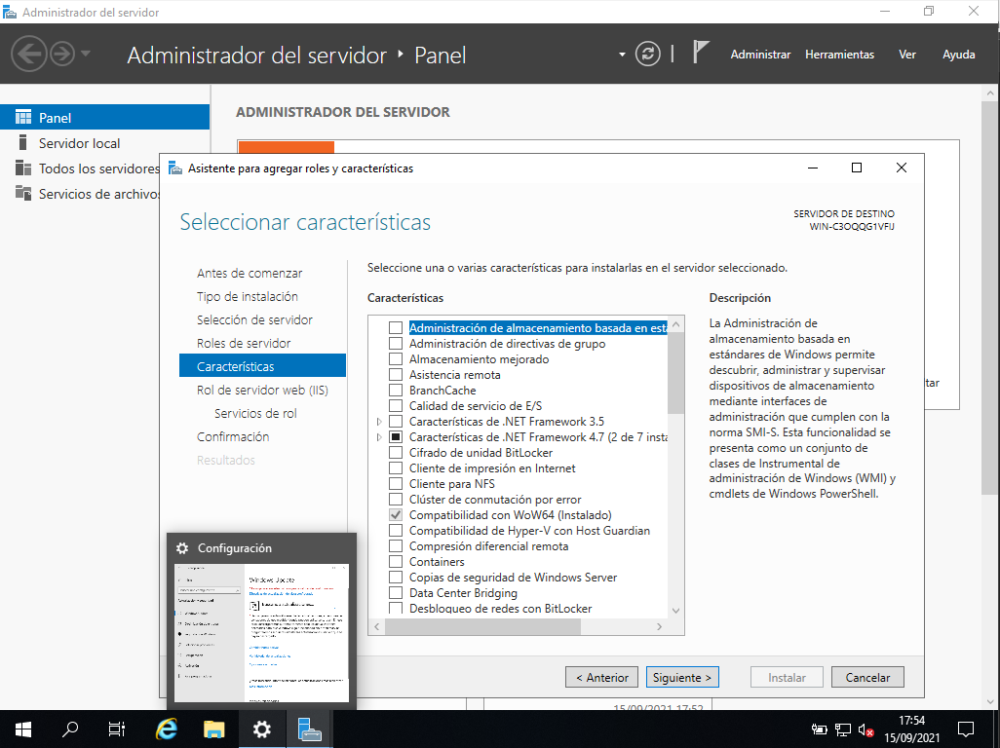 Administrador del servidor
Administrador del servidor ‣ Panel
Administrar Herramientas Ver Ayuda
Panel
Servidor local
Todos los servidores
Servicios de archivos
ADMINISTRADOR DEL SERVIDOR
Asistente para agregar roles y características
Seleccionar características
SERVIDOR DE DESTINO
WIN-C3OQQG1VFIJ
Antes de comenzar
Tipo de instalación
Selección de servidor
Roles de servidor
Características
Rol de servidor web (IIS)
Servicios de rol
Confirmación
Resultados
Seleccione una o varias características para instalarlas en el servidor seleccionado.
Características
Administración de almacenamiento basada en está
Administración de directivas de grupo
Almacenamiento mejorado
Asistencia remota
BranchCache
Calidad de servicio de E/S
Características de .NET Framework 3.5
Características de .NET Framework 4.7 (2 de 7 insta
Cifrado de unidad BitLocker
Cliente de impresión en Internet
Cliente para NFS
Clúster de conmutación por error
Compatibilidad con WoW64 (Instalado)
Compatibilidad de Hyper-V con Host Guardian
Compresión diferencial remota
Containers
Copias de seguridad de Windows Server
Data Center Bridging
Desbloqueo de redes con BitLocker
Descripción
La Administración de
almacenamiento basada en
estándares de Windows permite
descubrir, administrar y supervisar
dispositivos de almacenamiento
mediante interfaces de
administración que cumplen con la
norma SMI-S. Esta funcionalidad se
presenta como un conjunto de
clases de Instrumental de
administración de Windows (WMI) y
cmdlets de Windows PowerShell.
tar
Configuración
Windows Update
< Anterior Siguiente > Instalar Cancelar
15/09/2021 17:52
17:54
15/09/2021